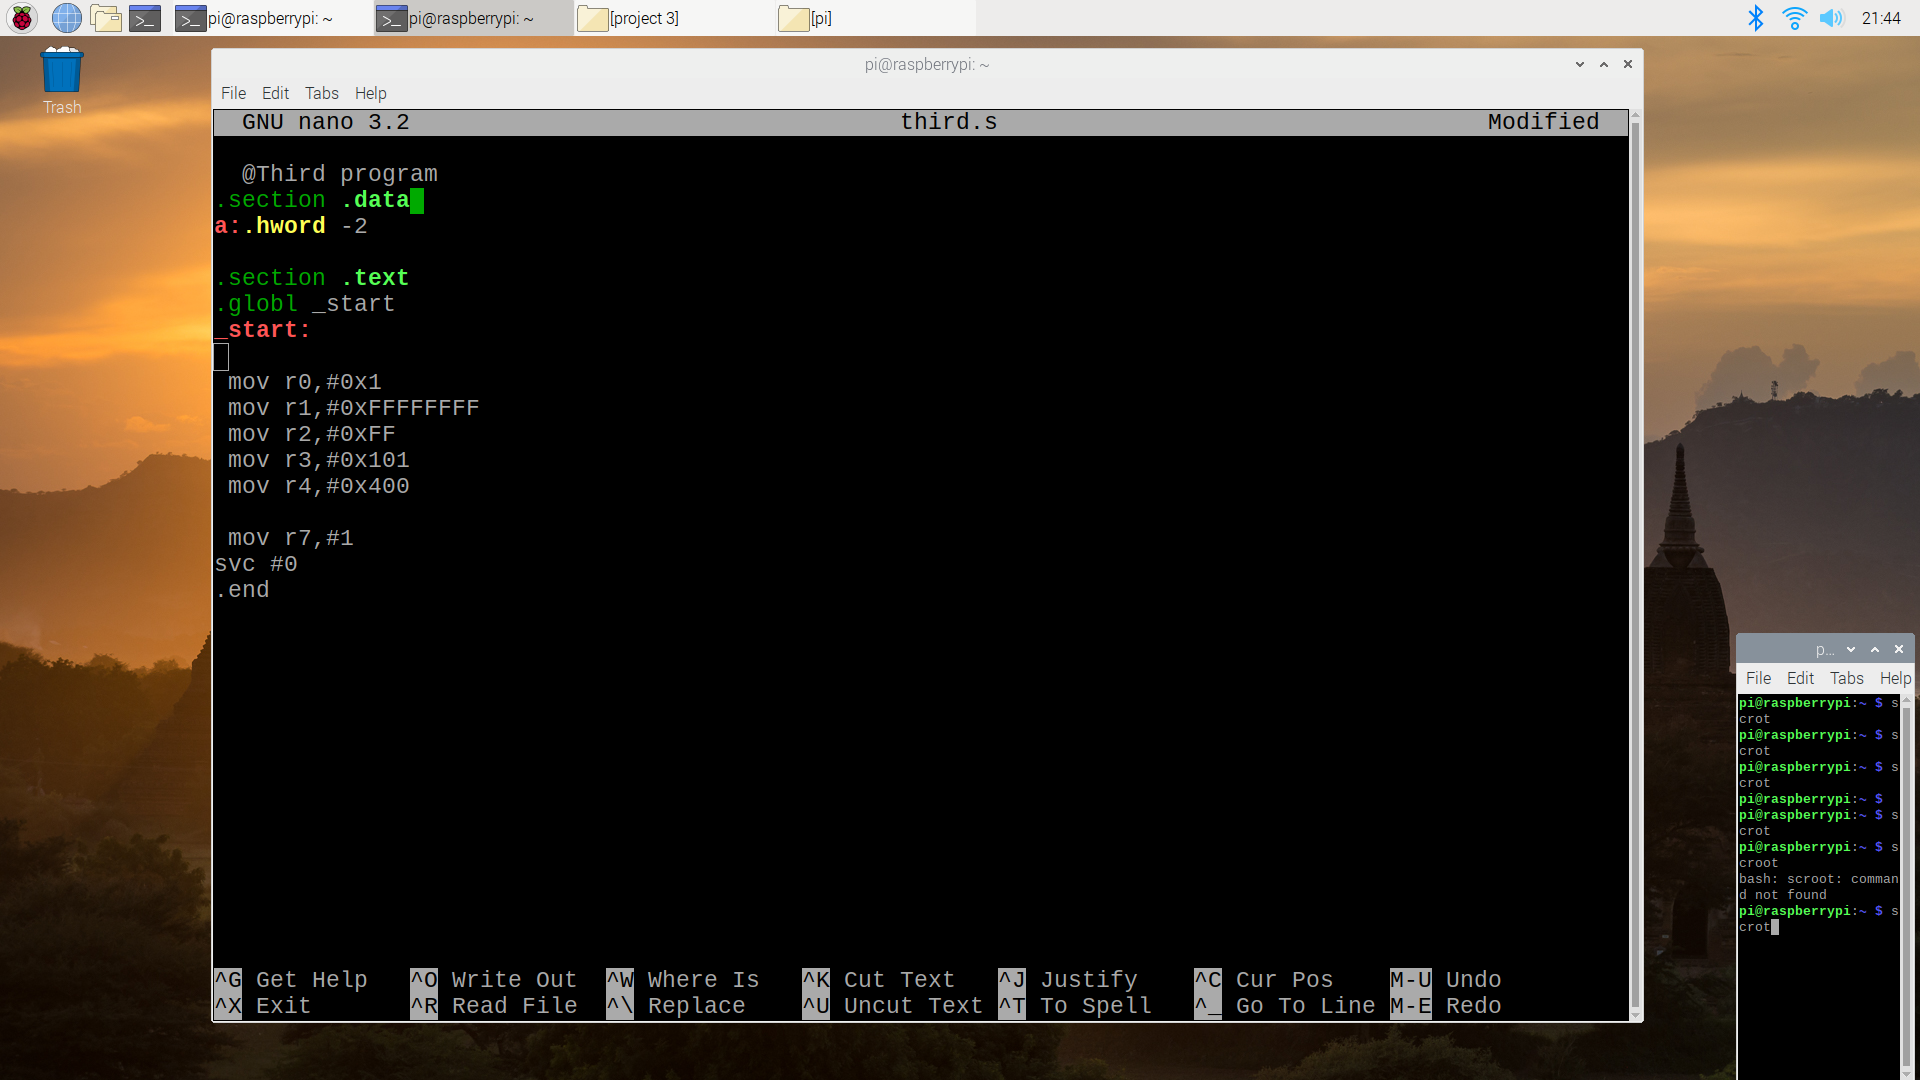 pi@raspberrypi: ~
pi@raspberrypi: ~
[project 3]
[pi]
21:44
Trash
pi@raspberrypi: ~
File Edit Tabs Help
GNU nano 3.2 third.s Modified
@Third program
.section .data
a:.hword -2
.section .text
.globl _start
_start:
mov r0,#0x1
mov r1,#0xFFFFFFFF
mov r2,#0xFF
mov r3,#0x101
mov r4,#0x400
mov r7,#1
svc #0
.end
^G Get Help ^O Write Out ^W Where Is ^K Cut Text ^J Justify ^C Cur Pos M-U Undo
^X Exit ^R Read File ^\ Replace ^U Uncut Text ^T To Spell ^_ Go To Line M-E Redo
p...
File Edit Tabs Help
pi@raspberrypi:~ $ s
crot
pi@raspberrypi:~ $ s
crot
pi@raspberrypi:~ $ s
crot
pi@raspberrypi:~ $
pi@raspberrypi:~ $ s
crot
pi@raspberrypi:~ $ s
croot
bash: scroot: comman
d not found
pi@raspberrypi:~ $ s
crot